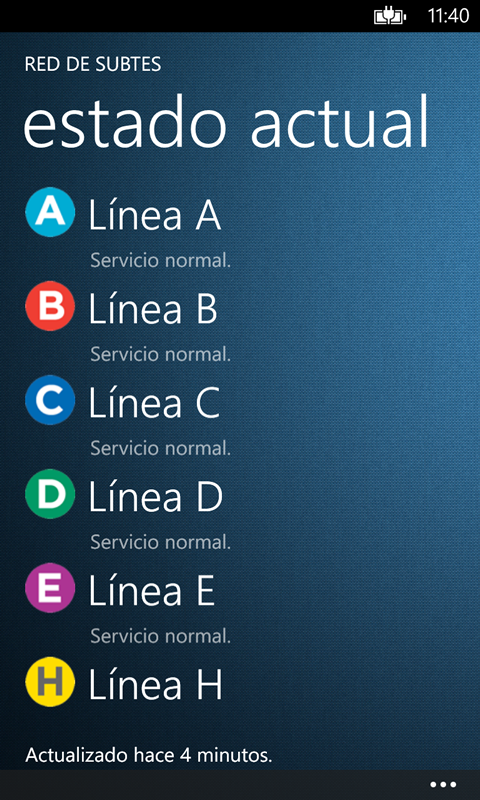 11:40
RED DE SUBTES
estado actual
A Línea A
Servicio normal.
B Línea B
Servicio normal.
C Línea C
Servicio normal.
D Línea D
Servicio normal.
E Línea E
Servicio normal.
H Línea H
Actualizado hace 4 minutos.